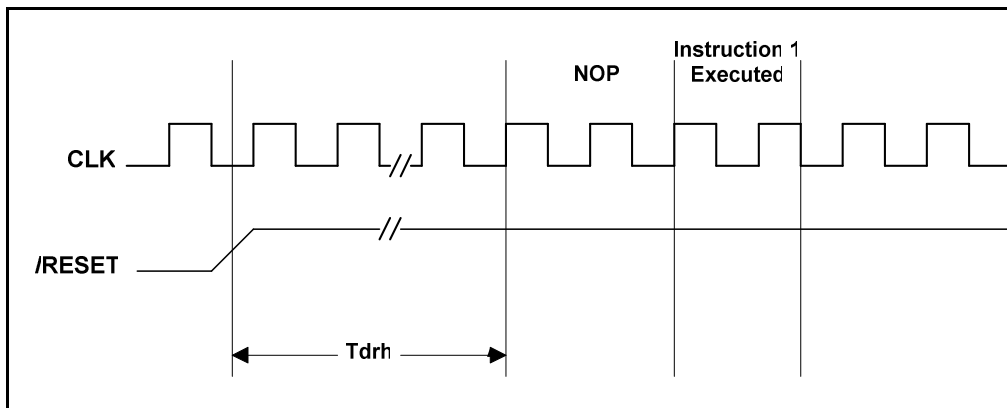 Instruction 1
Executed
NOP
CLK
/RESET
Tdrh